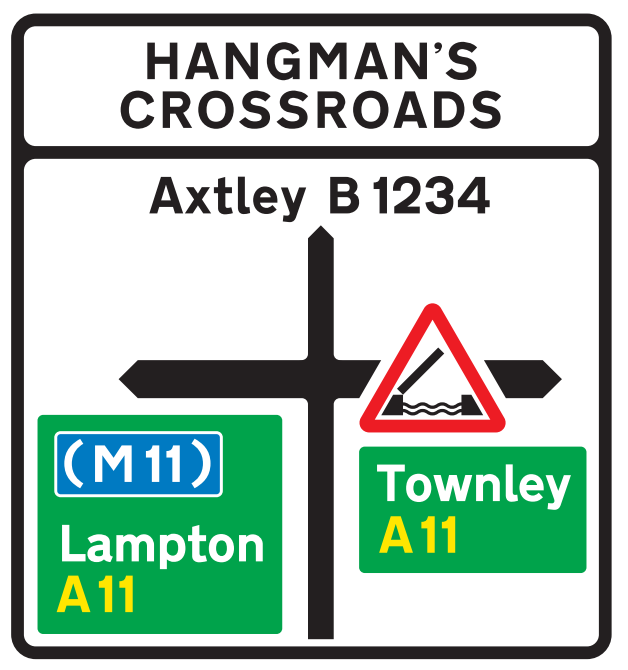 HANGMAN'S
CROSSROADS
Axtley B 1234
(M 11)
Lampton
A 11
Townley
A 11